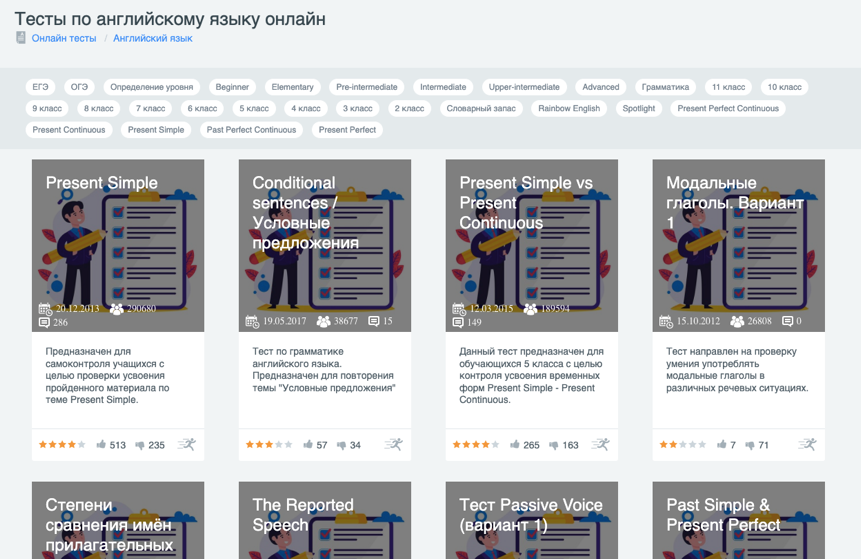 Тесты по английскому языку онлайн
Онлайн тесты / Английский язык
ЕГЭ ОГЭ Определение уровня Beginner Elementary Pre-intermediate Intermediate Upper-intermediate Advanced Грамматика 11 класс 10 класс
9 класс 8 класс 7 класс 6 класс 5 класс 4 класс 3 класс 2 класс Словарный запас Rainbow English Spotlight Present Perfect Continuous
Present Continuous Present Simple Past Perfect Continuous Present Perfect
Present Simple
20.12.2013 290680
286
Предназначен для
самоконтроля учащихся с
целью проверки усвоения
пройденного материала по
теме Present Simple.
513 235
Conditional
sentences /
Условные
предложения
19.05.2017 38677 15
Тест по грамматике
английского языка.
Предназначен для повторения
темы "Условные предложения"
57 34
Present Simple vs
Present
Continuous
12.03.2015 189594
149
Данный тест предназначен для
обучающихся 5 класса с целью
контроля усвоения временных
форм Present Simple - Present
Continuous.
265 163
Модальные
глаголы. Вариант
1
15.10.2012 26808 0
Тест направлен на проверку
умения употреблять
модальные глаголы в
различных речевых ситуациях.
7 71
Степени
сравнения имён
прилагательных
The Reported
Speech
Тест Passive Voice
(вариант 1)
Past Simple &
Present Perfect